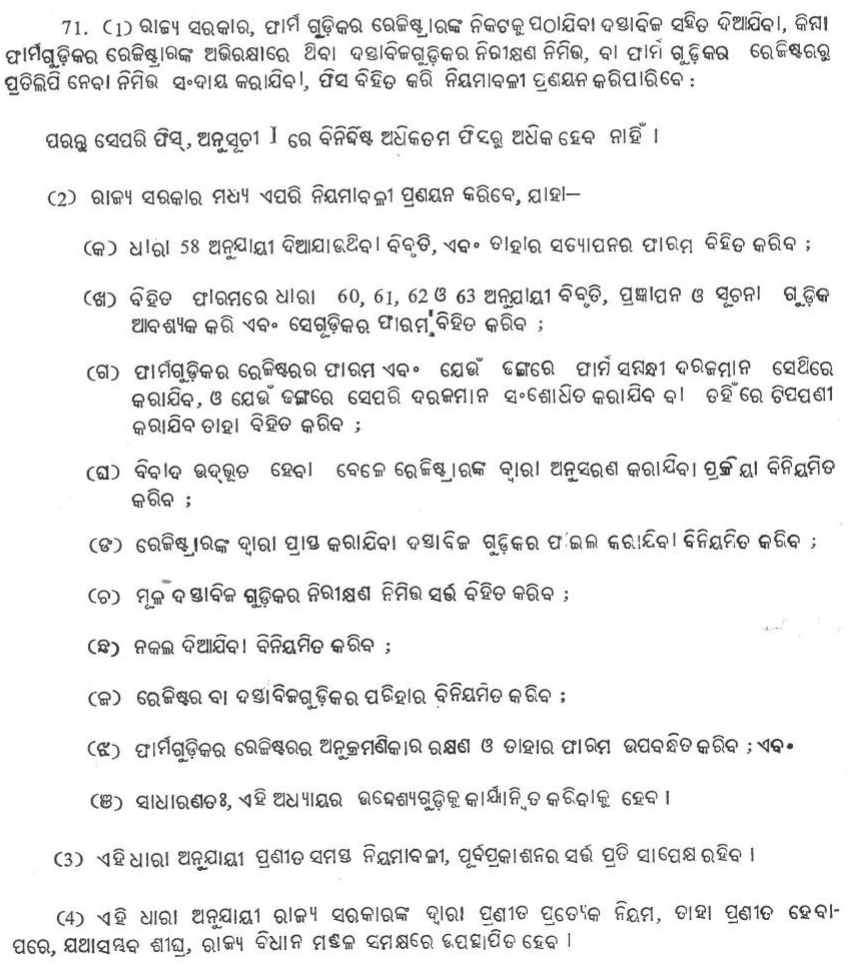 71. (1) ରାଜ୍ୟ ସରକାର, ଫାର୍ମ ଗୁଡ଼ିକର ରେଜିଷ୍ଟ୍ରାରଙ୍କ ନିକଟକୁ ପଠାଯିବା ଦସ୍ତାବିଜ ସହିତ ଦିଆଯିବା, କିମ୍ବା
ଫାର୍ମଗୁଡ଼ିକର ରେଜିଷ୍ଟ୍ରାରଙ୍କ ଅଭିରକ୍ଷାରେ ଥିବା ଦସ୍ତାବିଜଗୁଡ଼ିକର ନିରୀକ୍ଷଣ ନିମିତ୍ତ, ବା ଫାର୍ମ ଗୁଡ଼ିକର ରେଜିଷ୍ଟରରୁ
ପ୍ରତିଲିପି ନେବା ନିମିତ୍ତ ସଂଦାୟ କରାଯିବା, ଫିସ ବିହିତ କରି ନିୟମାବଳୀ ପ୍ରଣୟନ କରିପାରିବେ :
ପରନ୍ତୁ ସେପରି ଫିସ୍, ଅନୁସୂଚୀ I ରେ ବିନିର୍ଦ୍ଦିଷ୍ଟ ଅଧିକତମ ଫିସରୁ ଅଧିକ ହେବ ନାହିଁ ।
(2) ରାଜ୍ୟ ସରକାର ମଧ୍ୟ ଏପରି ନିୟମାବଳୀ ପ୍ରଣୟନ କରିବେ, ଯାହା—
(କ) ଧାରା 58 ଅନୁଯାୟୀ ଦିଆଯାଉଥିବା ବିବୃତି, ଏବଂ ତାହାର ସତ୍ୟାପନର ଫାରମ ବିହିତ କରିବ ;
(ଖ) ବିହିତ ଫାରମରେ ଧାରା 60, 61, 62 ଓ 63 ଅନୁଯାୟୀ ବିବୃତି, ପ୍ରଜ୍ଞାପନ ଓ ସୂଚନା ଗୁଡ଼ିକ
ଆବଶ୍ୟକ କରି ଏବଂ ସେଗୁଡ଼ିକର ଫାରମ ବିହିତ କରିବ ;
(ଗ) ଫାର୍ମଗୁଡ଼ିକର ରେଜିଷ୍ଟରର ଫାରମ ଏବଂ ଯେଉଁ ଢଙ୍ଗରେ ଫାର୍ମ ସମ୍ବନ୍ଧୀ ଦରଜମାନ ସେଥିରେ
କରାଯିବ, ଓ ଯେଉଁ ଢଙ୍ଗରେ ସେପରି ଦରଜମାନ ସଂଶୋଧିତ କରାଯିବ ବା ତହିଁରେ ଟିପପଣୀ
କରାଯିବ ତାହା ବିହିତ କରିବ ;
(ଘ) ବିବାଦ ଉଦ୍‌ଭୂତ ହେବା ବେଳେ ରେଜିଷ୍ଟ୍ରାରଙ୍କ ଦ୍ୱାରା ଅନୁସରଣ କରାଯିବା ପ୍ରକ୍ରିୟା ବିନିୟମିତ
କରିବ ;
(ଙ) ରେଜିଷ୍ଟ୍ରାରଙ୍କ ଦ୍ୱାରା ପ୍ରାପ୍ତ କରାଯିବା ଦସ୍ତାବିଜ ଗୁଡ଼ିକର ଫାଇଲ କରାଯିବା ବିନିୟମିତ କରିବ ;
(ଚ) ମୂଳ ଦସ୍ତାବିଜ ଗୁଡ଼ିକର ନିରୀକ୍ଷଣ ନିମିତ୍ତ ସର୍ତ୍ତ ବିହିତ କରିବ ;
(ଛ) ନକଲ ଦିଆଯିବା ବିନିୟମିତ କରିବ ;
(ଜ) ରେଜିଷ୍ଟର ବା ଦସ୍ତାବିଜଗୁଡ଼ିକର ପରିହାର ବିନିୟମିତ କରିବ ;
(ଝ) ଫାର୍ମଗୁଡ଼ିକର ରେଜିଷ୍ଟରର ଅନୁକ୍ରମଣିକାର ରକ୍ଷଣ ଓ ତାହାର ଫାରମ ଉପବନ୍ଧିତ କରିବ ; ଏବଂ
(ଞ) ସାଧାରଣତଃ, ଏହି ଅଧ୍ୟାୟର ଉଦ୍ଦେଶ୍ୟଗୁଡ଼ିକୁ କାର୍ଯ୍ୟାନ୍ୱିତ କରିବାକୁ ହେବ ।
(3) ଏହି ଧାରା ଅନୁଯାୟୀ ପ୍ରଣୀତ ସମସ୍ତ ନିୟମାବଳୀ, ପୂର୍ବପ୍ରକାଶନର ସର୍ତ୍ତ ପ୍ରତି ସାପେକ୍ଷ ରହିବ ।
(4) ଏହି ଧାରା ଅନୁଯାୟୀ ରାଜ୍ୟ ସରକାରଙ୍କ ଦ୍ୱାରା ପ୍ରଣୀତ ପ୍ରତ୍ୟେକ ନିୟମ, ତାହା ପ୍ରଣୀତ ହେବା-
ପରେ, ଯଥାସମ୍ଭବ ଶୀଘ୍ର, ରାଜ୍ୟ ବିଧାନ ମଣ୍ଡଳ ସମକ୍ଷରେ ଉପସ୍ଥାପିତ ହେବ ।